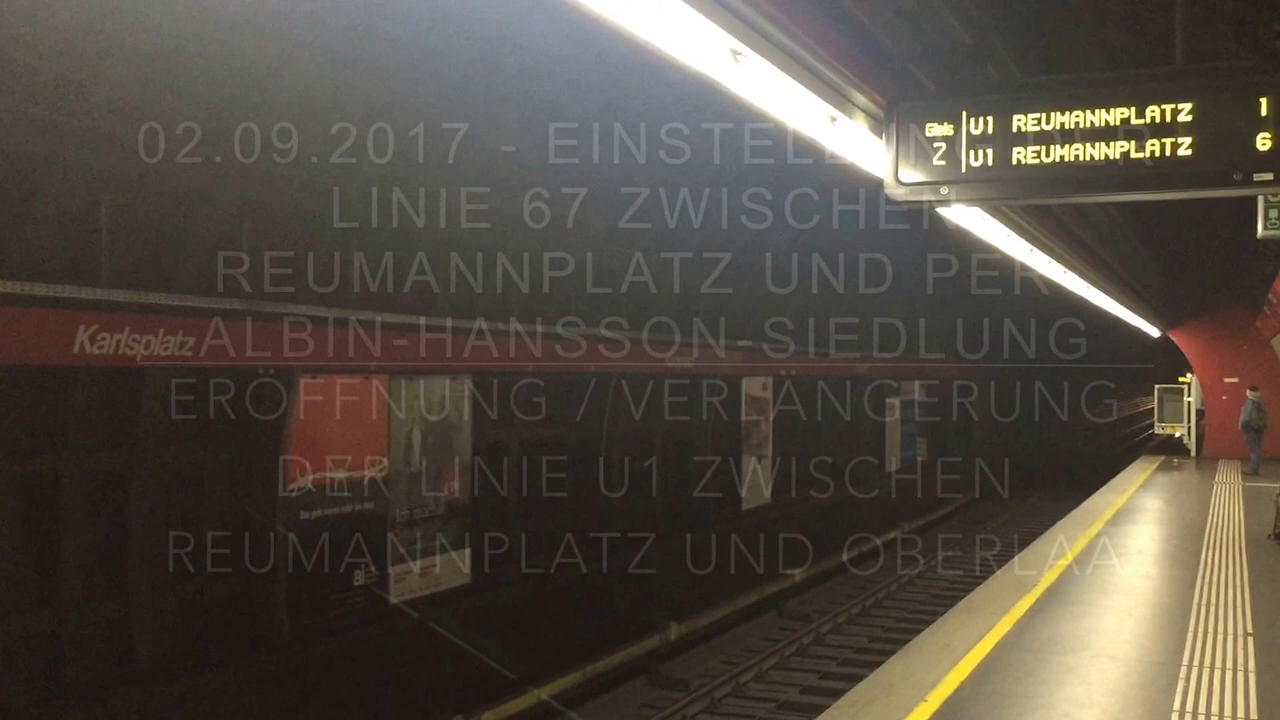 Gleis 2 U1 REUMANNPLATZ 1
U1 REUMANNPLATZ 6
02.09.2017 - EINSTELLUNG DER
LINIE 67 ZWISCHEN
REUMANNPLATZ UND PER
ALBIN-HANSSON-SIEDLUNG
ERÖFFNUNG / VERLÄNGERUNG
DER LINIE U1 ZWISCHEN
REUMANNPLATZ UND OBERLAA
Karlsplatz